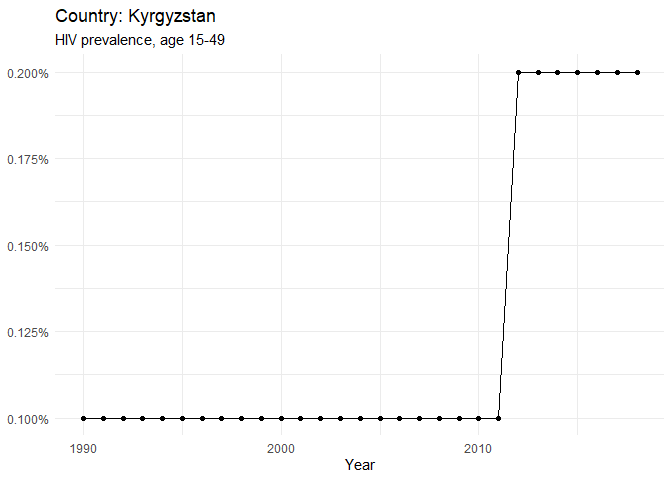 Country: Kyrgyzstan
HIV prevalence, age 15-49
0.200%
0.175%
0.150%
0.125%
0.100%
1990 2000 2010
Year